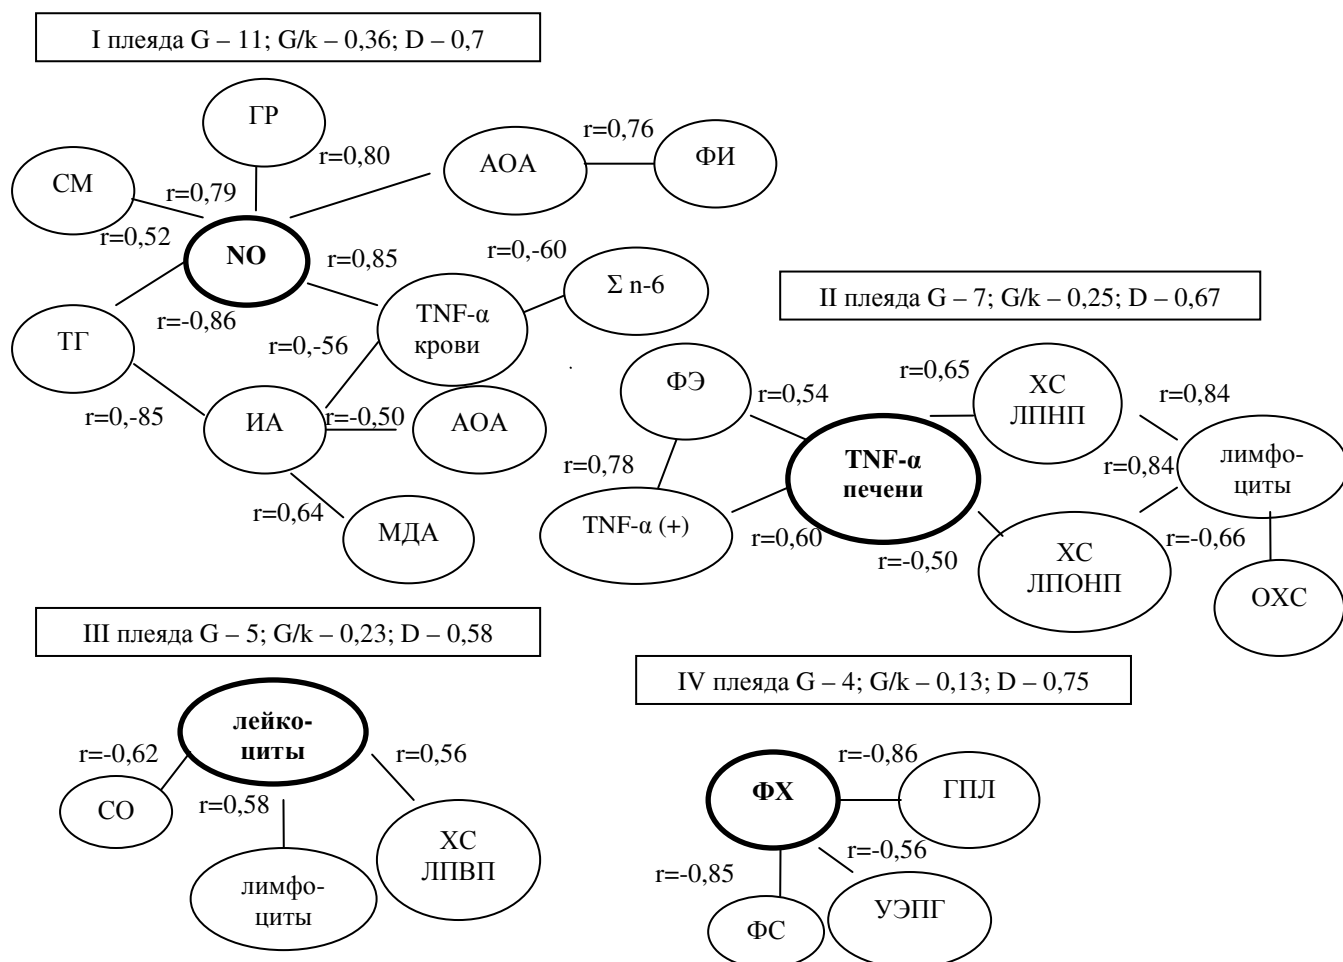 I плеяда G – 11; G/k – 0,36; D – 0,7
ГР
r=0,80
АОА
r=0,76
ФИ
СМ
r=0,79
r=0,52
NO
r=0,85
r=0,-60
Σ n-6
r=-0,86
TNF-α
крови
ТГ
r=0,-56
r=0,-85
ИА
r=-0,50
АОА
r=0,64
МДА
II плеяда G – 7; G/k – 0,25; D – 0,67
ФЭ
r=0,54
r=0,65
ХС
ЛПНП
r=0,84
r=0,78
TNF-α
печени
r=0,84
лимфо-
циты
TNF-α (+)
r=0,60
r=-0,50
ХС
ЛПОНП
r=-0,66
ОХС
III плеяда G – 5; G/k – 0,23; D – 0,58
лейко-
циты
r=-0,62
r=0,56
СО
r=0,58
ХС
ЛПВП
лимфо-
циты
IV плеяда G – 4; G/k – 0,13; D – 0,75
ФХ
r=-0,86
ГПЛ
r=-0,56
r=-0,85
УЭПГ
ФС